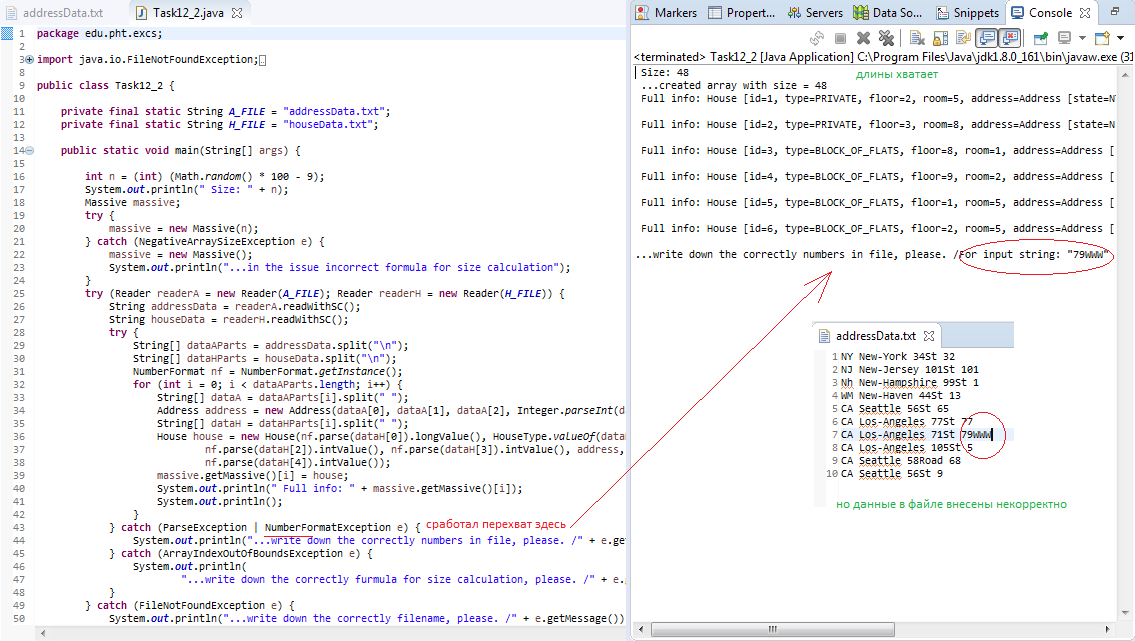 addressData.txt
Task12_2.java
1 package edu.pht.excs;
2
3 import java.io.FileNotFoundException;
8
9 public class Task12_2 {
10
11 private final static String A_FILE = "addressData.txt";
12 private final static String H_FILE = "houseData.txt";
13
14 public static void main(String[] args) {
15
16 int n = (int) (Math.random() * 100 - 9);
17 System.out.println(" Size: " + n);
18 Massive massive;
19 try {
20 massive = new Massive(n);
21 } catch (NegativeArraySizeException e) {
22 massive = new Massive();
23 System.out.println("...in the issue incorrect formula for size calculation");
24 }
25 try (Reader readerA = new Reader(A_FILE); Reader readerH = new Reader(H_FILE)) {
26 String addressData = readerA.readWithSC();
27 String houseData = readerH.readWithSC();
28 try {
29 String[] dataAParts = addressData.split("\n");
30 String[] dataHParts = houseData.split("\n");
31 NumberFormat nf = NumberFormat.getInstance();
32 for (int i = 0; i < dataAParts.length; i++) {
33 String[] dataA = dataAParts[i].split(" ");
34 Address address = new Address(dataA[0], dataA[1], dataA[2], Integer.parseInt(d
35 String[] dataH = dataHParts[i].split(" ");
36 House house = new House(nf.parse(dataH[0]).longValue(), HouseType.valueOf(data
37 nf.parse(dataH[2]).intValue(), nf.parse(dataH[3]).intValue(), address,
38 nf.parse(dataH[4]).intValue());
39 massive.getMassive()[i] = house;
40 System.out.println(" Full info: " + massive.getMassive()[i]);
41 System.out.println();
42 }
43 } catch (ParseException | NumberFormatException e) { сработал перехват здесь
44 System.out.println("...write down the correctly numbers in file, please. /" + e.get
45 } catch (ArrayIndexOutOfBoundsException e) {
46 System.out.println(
47 "...write down the correctly furmula for size calculation, please. /" + e.g
48 }
49 } catch (FileNotFoundException e) {
50 System.out.println("...write down the correctly filename, please. /" + e.getMessage())
Markers Propert... Servers Data So... Snippets Console
<terminated> Task12_2 [Java Application] C:\Program Files\Java\jdk1.8.0_161\bin\javaw.exe (31
Size: 48 длины хватает
...created array with size = 48
Full info: House [id=1, type=PRIVATE, floor=2, room=5, address=Address [state=N
Full info: House [id=2, type=PRIVATE, floor=3, room=8, address=Address [state=N
Full info: House [id=3, type=BLOCK_OF_FLATS, floor=8, room=1, address=Address [
Full info: House [id=4, type=BLOCK_OF_FLATS, floor=9, room=2, address=Address [
Full info: House [id=5, type=BLOCK_OF_FLATS, floor=1, room=5, address=Address [
Full info: House [id=6, type=BLOCK_OF_FLATS, floor=2, room=5, address=Address [
...write down the correctly numbers in file, please. /For input string: "79WWW"
addressData.txt
1 NY New-York 34St 32
2 NJ New-Jersey 101St 101
3 Nh New-Hampshire 99St 1
4 WM New-Haven 44St 13
5 CA Seattle 56St 65
6 CA Los-Angeles 77St 77
7 CA Los-Angeles 71St 79WWW
8 CA Los-Angeles 105St 5
9 CA Seattle 58Road 68
10 CA Seattle 56St 9
но данные в файле внесены некорректно